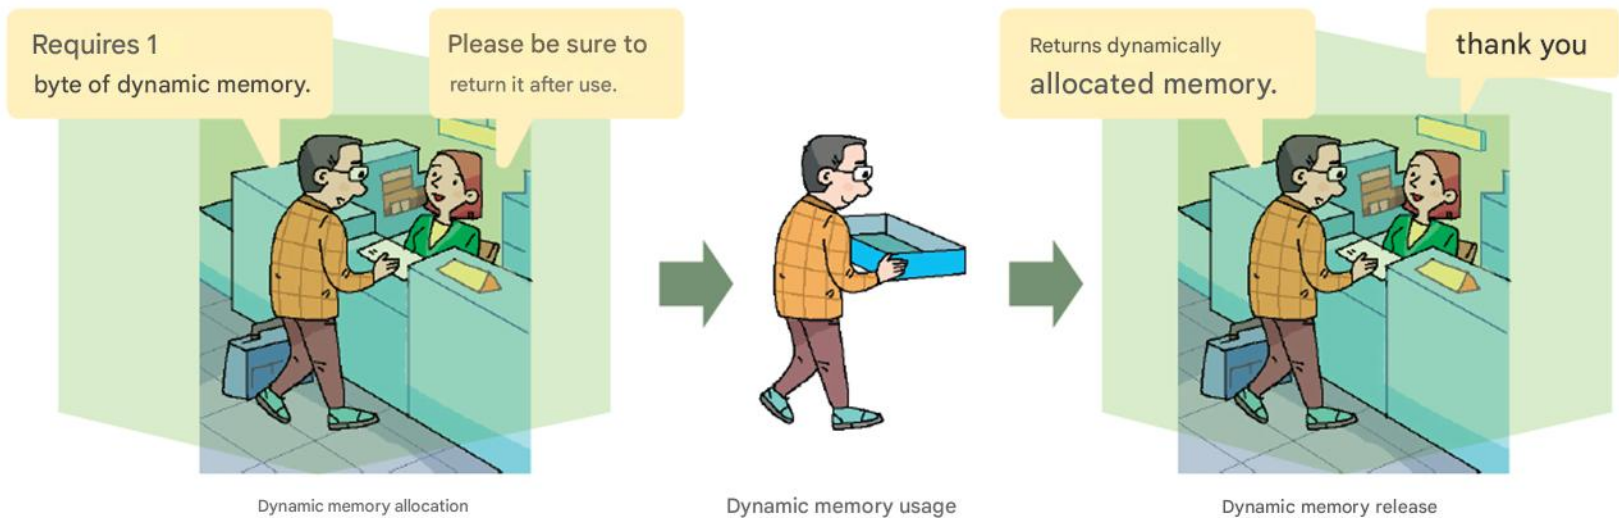 Requires 1
byte of dynamic memory.
Please be sure to
return it after use.
Returns dynamically
allocated memory.
thank you
Dynamic memory allocation
Dynamic memory usage
Dynamic memory release